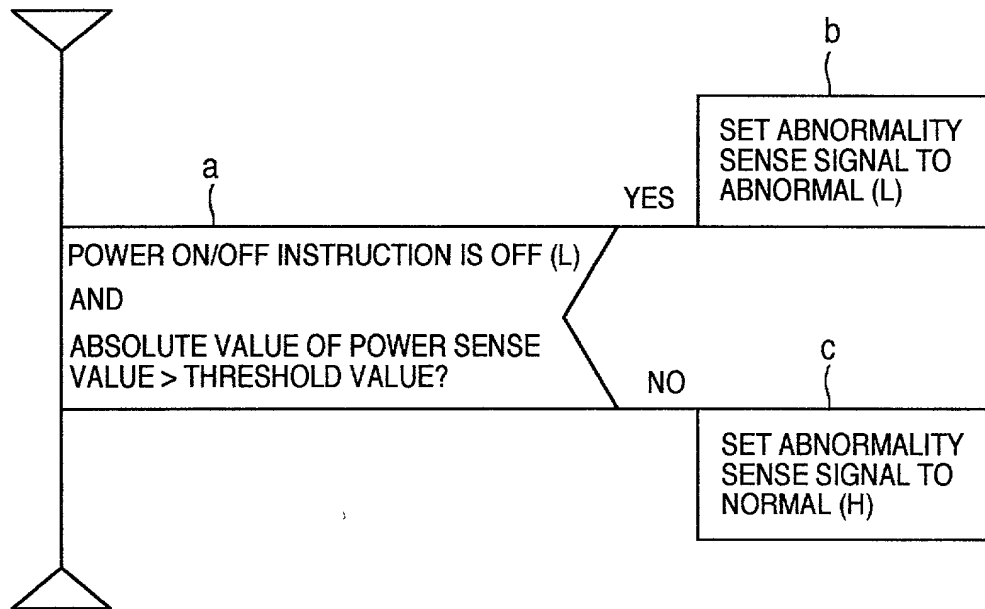 b
SET ABNORMALITY
SENSE SIGNAL TO
ABNORMAL (L)
a
YES
POWER ON/OFF INSTRUCTION IS OFF (L)
AND
ABSOLUTE VALUE OF POWER SENSE
VALUE > THRESHOLD VALUE?
NO
c
SET ABNORMALITY
SENSE SIGNAL TO
NORMAL (H)